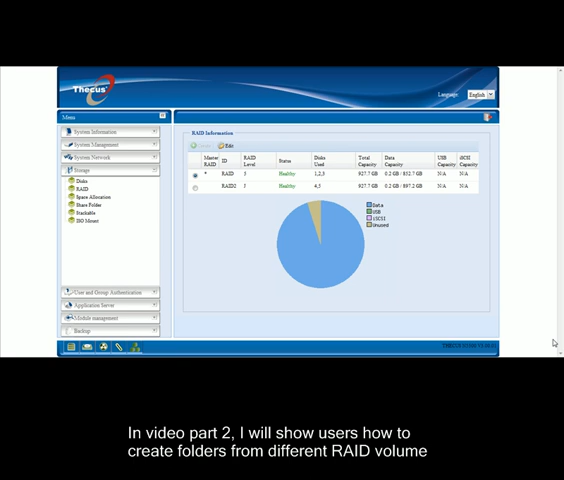 Thecus
Language:
English
Menu
System Information
System Management
System Network
Storage
Disks
RAID
Space Allocation
Share Folder
Stackable
ISO Mount
User and Group Authentication
Application Server
Module management
Backup
RAID Information
Create Edit
Master RAID ID RAID Level Status Disks Used Total Capacity Data Capacity USB Capacity iSCSI Capacity
* RAID 5 Healthy 1,2,3 927.7 GB 0.2 GB / 832.7 GB N/A N/A
RAID2 5 Healthy 4,5 927.7 GB 0.2 GB / 897.2 GB N/A N/A
Data
USB
iSCSI
Unused
In video part 2, I will show users how to
create folders from different RAID volume